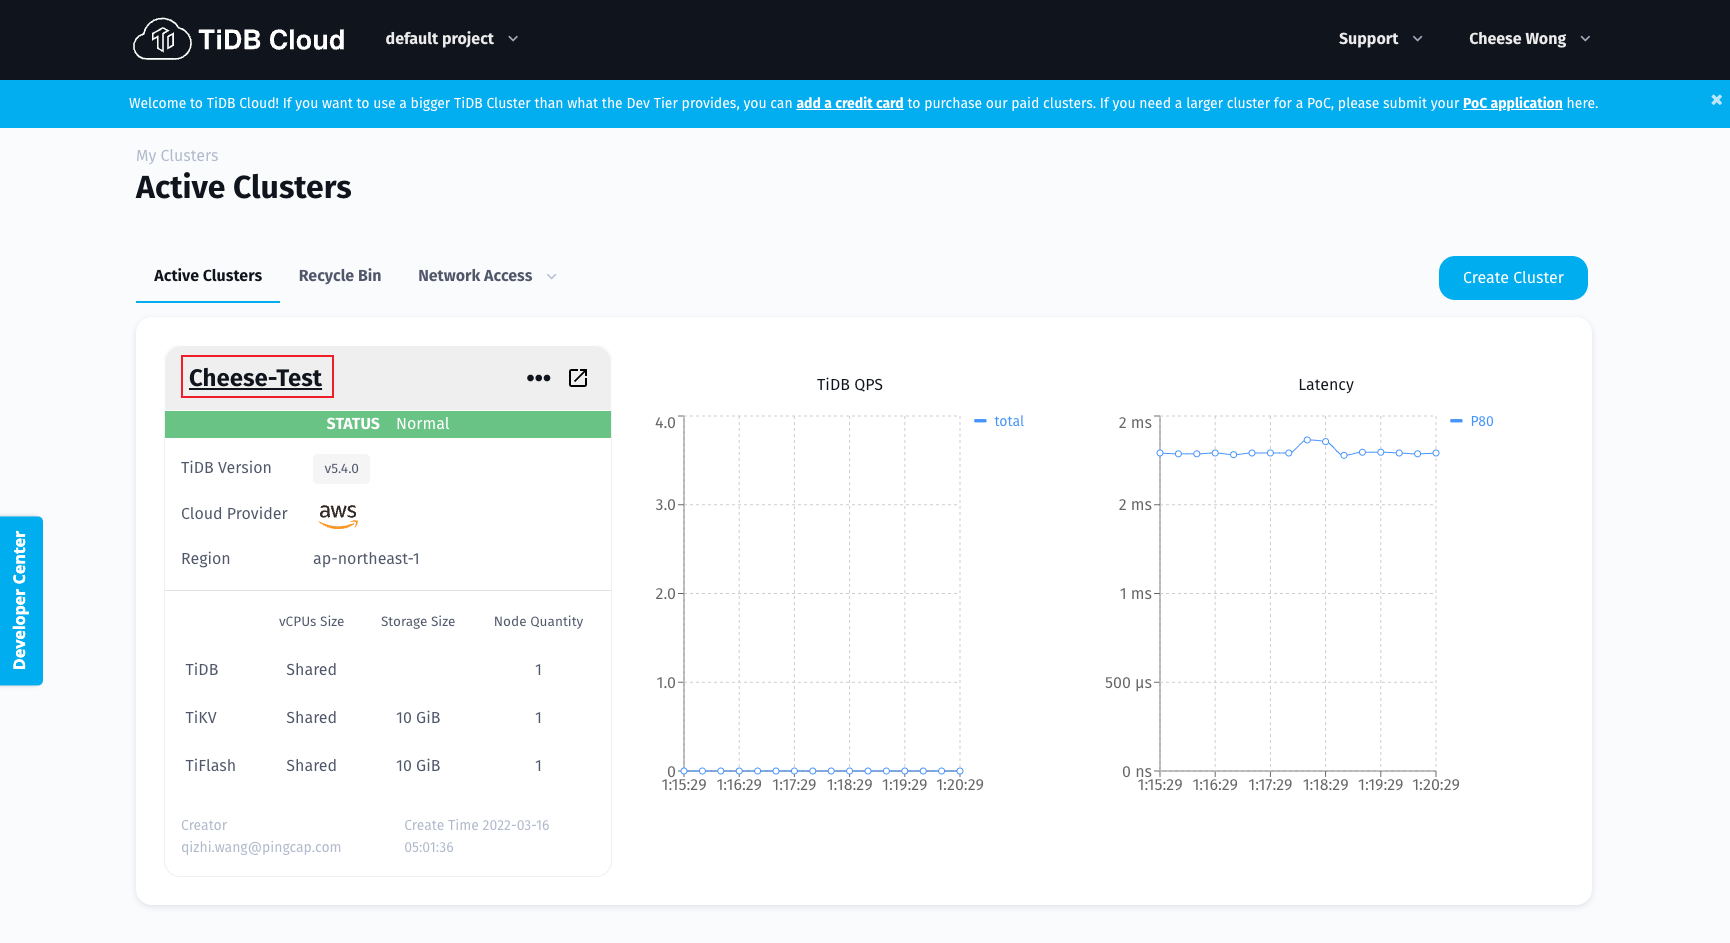 TiDB Cloud default project Support Cheese Wong
Welcome to TiDB Cloud! If you want to use a bigger TiDB Cluster than what the Dev Tier provides, you can add a credit card to purchase our paid clusters. If you need a larger cluster for a PoC, please submit your PoC application here.
My Clusters
Active Clusters
Active Clusters Recycle Bin Network Access
Create Cluster
Cheese-Test
STATUS Normal
TiDB Version v5.4.0
Cloud Provider aws
Region ap-northeast-1
vCPUs Size Storage Size Node Quantity
TiDB Shared 1
TiKV Shared 10 GiB 1
TiFlash Shared 10 GiB 1
Creator
qizhi.wang@pingcap.com
Create Time 2022-03-16
05:01:36
TiDB QPS
total
4.0
3.0
2.0
1.0
0
1:15:29 1:16:29 1:17:29 1:18:29 1:19:29 1:20:29
Latency
P80
2 ms
2 ms
1 ms
500 µs
0 ns
1:15:29 1:16:29 1:17:29 1:18:29 1:19:29 1:20:29
Developer Center